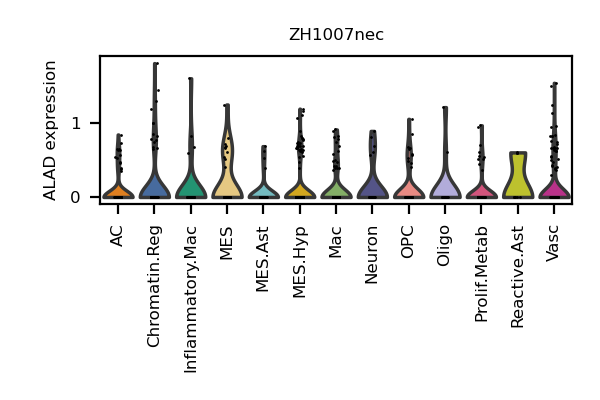 ZH1007nec
ALAD expression
1
0
AC
Chromatin.Reg
Inflammatory.Mac
MES
MES.Ast
MES.Hyp
Mac
Neuron
OPC
Oligo
Prolif.Metab
Reactive.Ast
Vasc